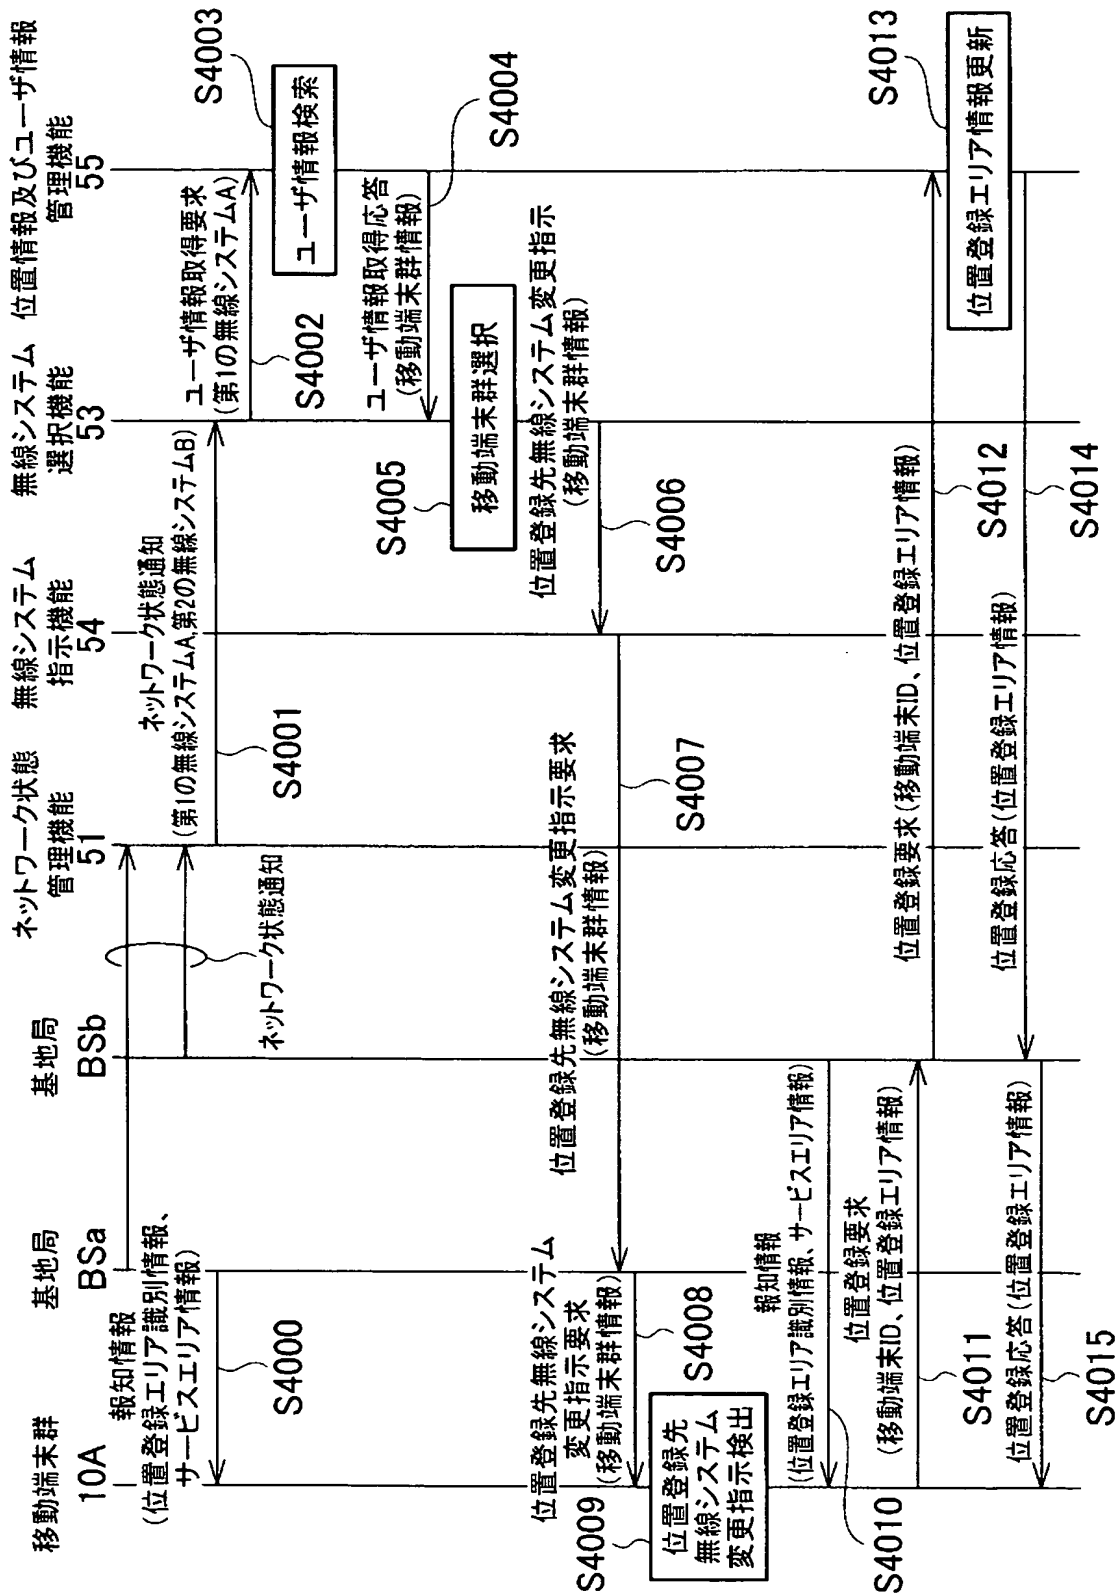 移動端末群
10A
基地局
BSa
基地局
BSb
ネットワーク状態
管理機能
51
無線システム
指示機能
54
無線システム
選択機能
53
位置情報及びユーザ情報
管理機能
55
報知情報
(位置登録エリア識別情報、
サービスエリア情報)
S4000
ネットワーク状態通知
ネットワーク状態通知
(第1の無線システムA,第2の無線システムB)
S4001
ユーザ情報取得要求
(第1の無線システムA)
S4002
ユーザ情報検索
S4003
ユーザ情報取得応答
(移動端末群情報)
S4004
移動端末群選択
S4005
位置登録先無線システム変更指示
(移動端末群情報)
S4006
位置登録先無線システム変更指示要求
(移動端末群情報)
S4007
位置登録先無線システム
変更指示要求
(移動端末群情報)
S4008
位置登録先
無線システム
変更指示検出
S4009
報知情報
(位置登録エリア識別情報、サービスエリア情報)
S4010
位置登録要求
(移動端末ID、位置登録エリア情報)
S4011
位置登録要求(移動端末ID、位置登録エリア情報)
S4012
位置登録エリア情報更新
S4013
位置登録応答(位置登録エリア情報)
S4014
位置登録応答(位置登録エリア情報)
S4015